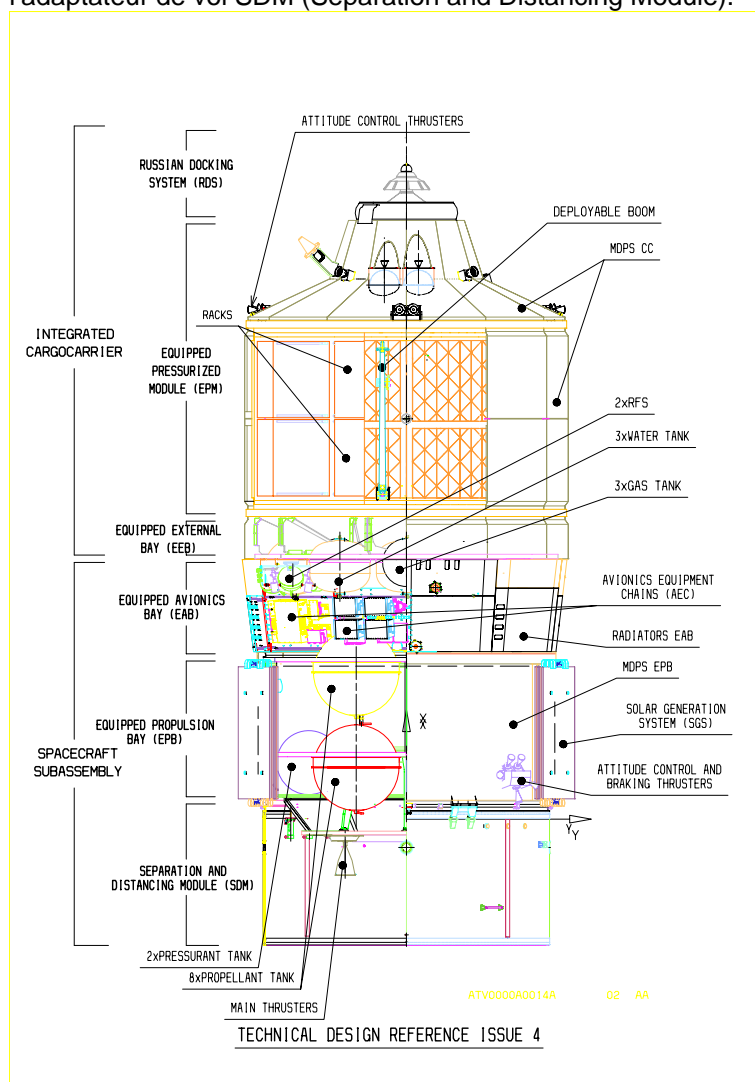 l'adaptateur de vol SDM (Separation and Distancing Module).
ATTITUDE CONTROL THRUSTERS
RUSSIAN DOCKING
SYSTEM (RDS)
DEPLOYABLE BOOM
MDPS CC
RACKS
INTEGRATED
CARGOCARRIER
EQUIPPED
PRESSURIZED
MODULE (EPM)
2xRFS
3xWATER TANK
3xGAS TANK
EQUIPPED EXTERNAL
BAY (EEB)
EQUIPPED AVIONICS
BAY (EAB)
AVIONICS EQUIPMENT
CHAINS (AEC)
RADIATORS EAB
MDPS EPB
EQUIPPED PROPULSION
BAY (EPB)
X
SOLAR GENERATION
SYSTEM (SGS)
SPACECRAFT
SUBASSEMBLY
ATTITUDE CONTROL AND
BRAKING THRUSTERS
Y
Y
SEPARATION AND
DISTANCING MODULE (SDM)
2xPRESSURANT TANK
8xPROPELLANT TANK
MAIN THRUSTERS
ATV0000A0014A 02 AA
TECHNICAL DESIGN REFERENCE ISSUE 4